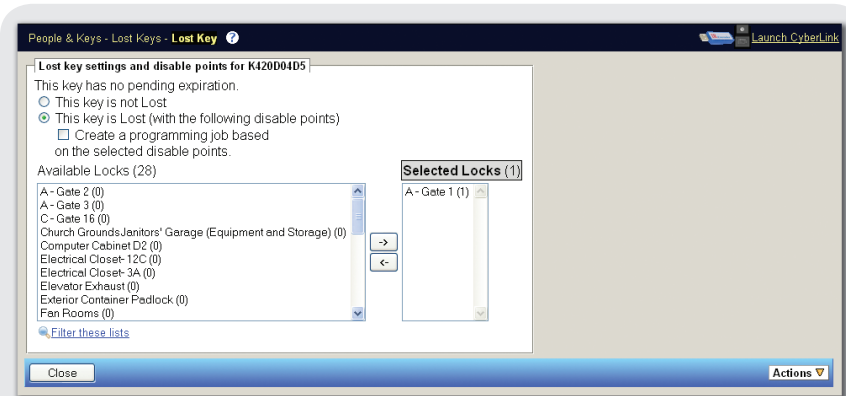 People & Keys - Lost Keys - Lost Key ?
Launch CyberLink
Lost key settings and disable points for K420D04D5
This key has no pending expiration.
This key is not Lost
This key is Lost (with the following disable points)
Create a programming job based
on the selected disable points.
Available Locks (28)
Selected Locks (1)
A - Gate 2 (0)
A - Gate 3 (0)
C - Gate 16 (0)
Church GroundsJanitors' Garage (Equipment and Storage) (0)
Computer Cabinet D2 (0)
Electrical Closet- 12C (0)
Electrical Closet- 3A (0)
Elevator Exhaust (0)
Exterior Container Padlock (0)
Fan Rooms (0)
A - Gate 1 (1)
->
<-
Filter these lists
Close
Actions